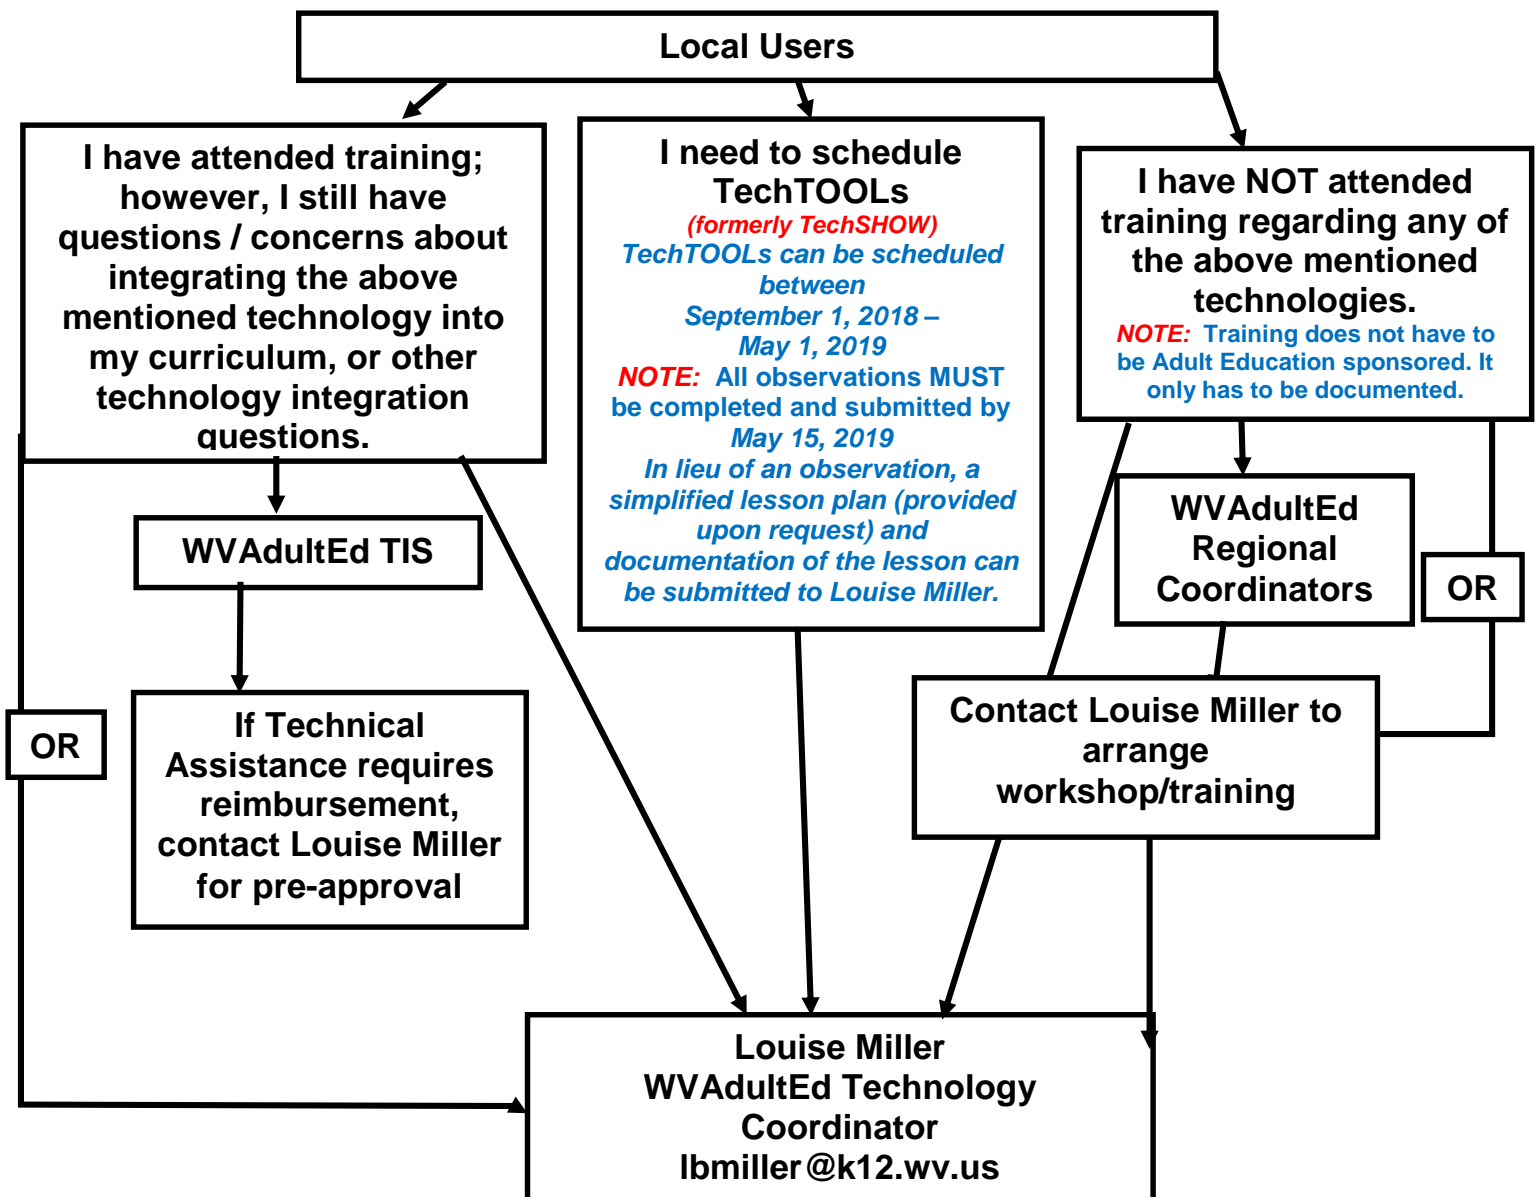 Local Users
I have attended training;
however, I still have
questions / concerns about
integrating the above
mentioned technology into
my curriculum, or other
technology integration
questions.
I need to schedule
TechTOOLs
(formerly TechSHOW)
TechTOOLs can be scheduled
between
September 1, 2018 –
May 1, 2019
NOTE: All observations MUST
be completed and submitted by
May 15, 2019
In lieu of an observation, a
simplified lesson plan (provided
upon request) and
documentation of the lesson can
be submitted to Louise Miller.
I have NOT attended
training regarding any of
the above mentioned
technologies.
NOTE: Training does not have to
be Adult Education sponsored. It
only has to be documented.
WVAdultEd TIS
WVAdultEd
Regional
Coordinators
OR
If Technical
Assistance requires
reimbursement,
contact Louise Miller
for pre-approval
OR
Contact Louise Miller to
arrange
workshop/training
Louise Miller
WVAdultEd Technology
Coordinator
lbmiller@k12.wv.us